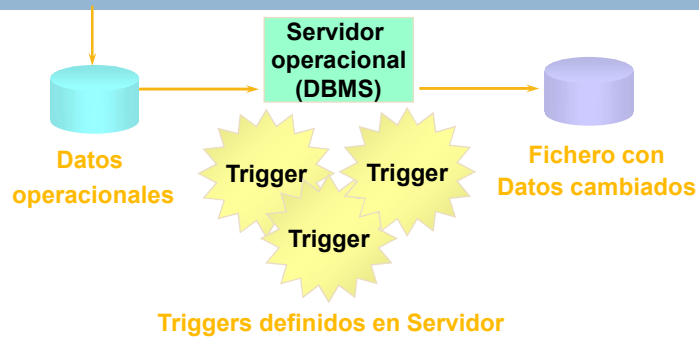 Servidor
operacional
(DBMS)
Datos
operacionales
Trigger
Trigger
Trigger
Fichero con
Datos cambiados
Triggers definidos en Servidor